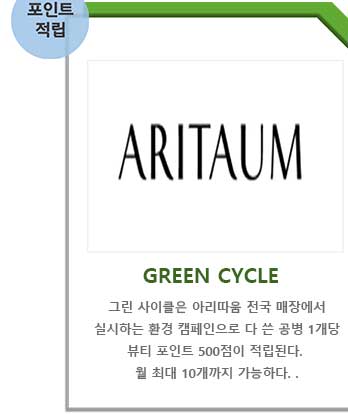 포인트
적립
ARITAUM
GREEN CYCLE
그린 사이클은 아리따움 전국 매장에서
실시하는 환경 캠페인으로 다 쓴 공병 1개당
뷰티 포인트 500점이 적립된다.
월 최대 10개까지 가능하다. .